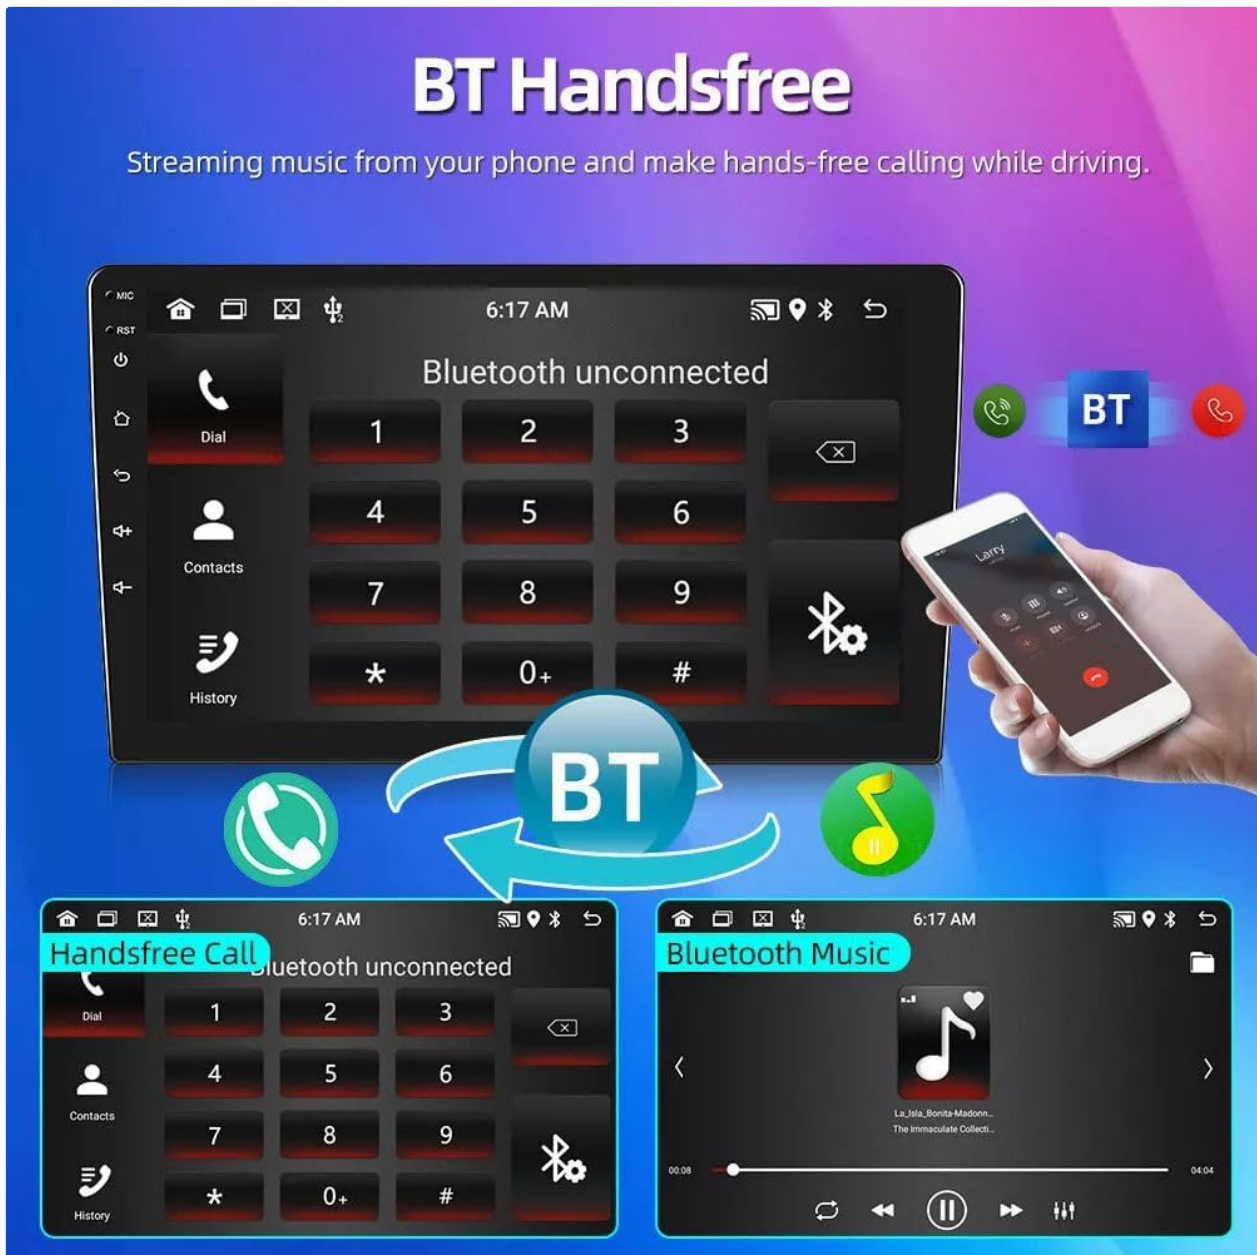 BT Handsfree
Streaming music from your phone and make hands-free calling while driving.
MIC
RST
6:17 AM
2
Bluetooth unconnected
Dial
Contacts
History
1 2 3
4 5 6
7 8 9
* 0+ #
BT
Larry
BT
6:17 AM
Handsfree Call
Bluetooth unconnected
Dial
Contacts
History
1 2 3
4 5 6
7 8 9
* 0+ #
6:17 AM
Bluetooth Music
La_Isla_Bonita-Madonn...
The Immaculate Collecti...
00:08
04:04